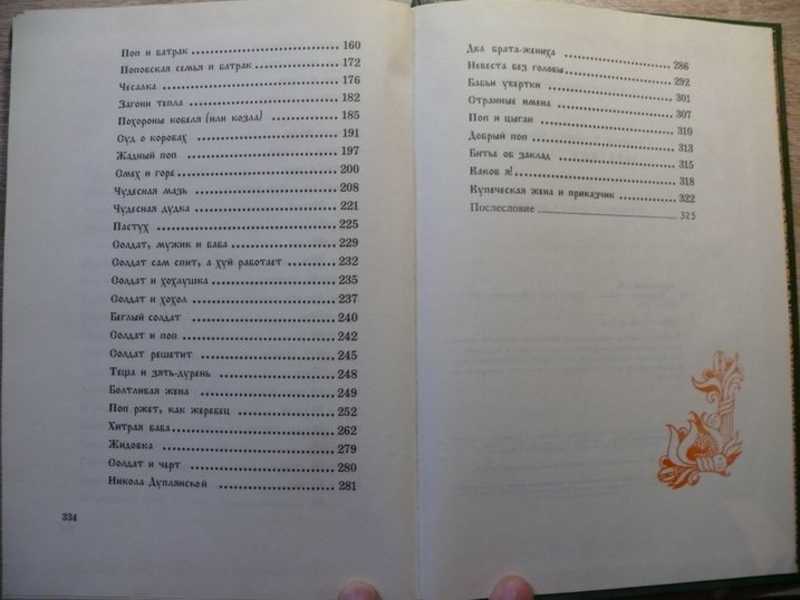 Поп и батрак 160
Поповская семья и батрак 172
Чесалка 176
Загони тепла 182
Похороны кобеля (или козла) 185
Суд о коровах 191
Жадный поп 197
Смех и горе 200
Чудесная мазь 208
Чудесная дудка 221
Пастух 225
Солдат, мужик и баба 229
Солдат сам спит, а хуй работает 232
Солдат и хохлушка 235
Солдат и хохол 237
Беглый солдат 240
Солдат и поп 242
Солдат решетит 245
Теща и зять-дурень 248
Болтливая жена 249
Поп ржет, как жеребец 252
Хитрая баба 262
Жидовка 279
Солдат и черт 280
Никола Дуплянской 281
334
Два брата-жениха 286
Невеста без головы 292
Бабьи увертки 301
Странные имена 307
Поп и цыган 310
Добрый поп 313
Битье об заклад 315
Каков я! 318
Купеческая жена и приказчик 322
Послесловие 325